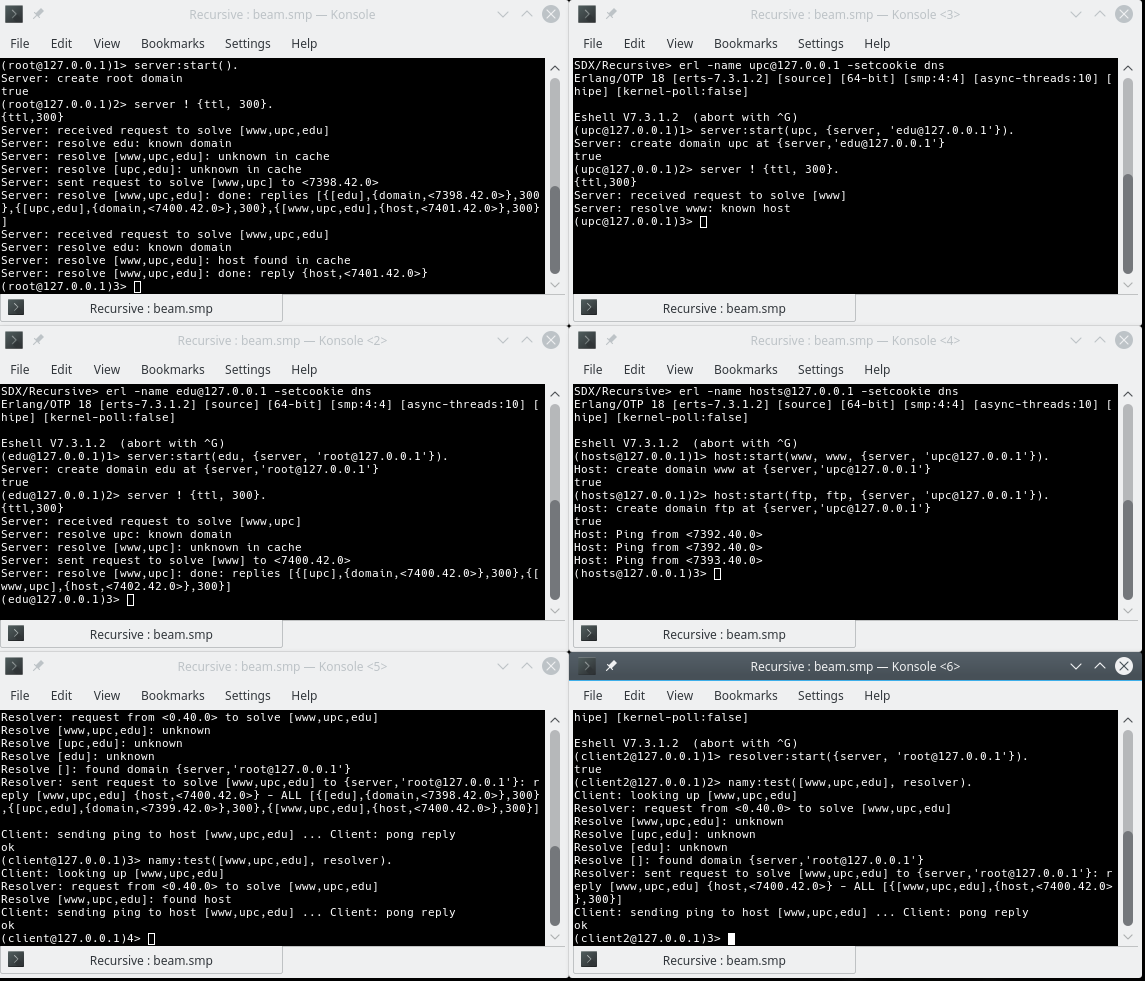 Recursive : beam.smp — Konsole
File Edit View Bookmarks Settings Help
(root@127.0.0.1)1> server:start().
Server: create root domain
true
(root@127.0.0.1)2> server ! {ttl, 300}.
{ttl,300}
Server: received request to solve [www,upc,edu]
Server: resolve edu: known domain
Server: resolve [www,upc,edu]: unknown in cache
Server: resolve [upc,edu]: unknown in cache
Server: sent request to solve [www,upc] to <7398.42.0>
Server: resolve [www,upc,edu]: done: replies [{[edu],{domain,<7398.42.0>},300
},{[upc,edu],{domain,<7400.42.0>},300},{[www,upc,edu],{host,<7401.42.0>},300}
]
Server: received request to solve [www,upc,edu]
Server: resolve edu: known domain
Server: resolve [www,upc,edu]: host found in cache
Server: resolve [www,upc,edu]: done: reply {host,<7401.42.0>}
(root@127.0.0.1)3>
Recursive : beam.smp
Recursive : beam.smp — Konsole <3>
File Edit View Bookmarks Settings Help
SDX/Recursive> erl -name upc@127.0.0.1 -setcookie dns
Erlang/OTP 18 [erts-7.3.1.2] [source] [64-bit] [smp:4:4] [async-threads:10] [
hipe] [kernel-poll:false]
Eshell V7.3.1.2  (abort with ^G)
(upc@127.0.0.1)1> server:start(upc, {server, 'edu@127.0.0.1'}).
Server: create domain upc at {server,'edu@127.0.0.1'}
true
(upc@127.0.0.1)2> server ! {ttl, 300}.
{ttl,300}
Server: received request to solve [www]
Server: resolve www: known host
(upc@127.0.0.1)3>
Recursive : beam.smp
Recursive : beam.smp — Konsole <2>
File Edit View Bookmarks Settings Help
SDX/Recursive> erl -name edu@127.0.0.1 -setcookie dns
Erlang/OTP 18 [erts-7.3.1.2] [source] [64-bit] [smp:4:4] [async-threads:10] [
hipe] [kernel-poll:false]
Eshell V7.3.1.2  (abort with ^G)
(edu@127.0.0.1)1> server:start(edu, {server, 'root@127.0.0.1'}).
Server: create domain edu at {server,'root@127.0.0.1'}
true
(edu@127.0.0.1)2> server ! {ttl, 300}.
{ttl,300}
Server: received request to solve [www,upc]
Server: resolve upc: known domain
Server: resolve [www,upc]: unknown in cache
Server: sent request to solve [www] to <7400.42.0>
Server: resolve [www,upc]: done: replies [{[upc],{domain,<7400.42.0>},300},{[
www,upc],{host,<7402.42.0>},300}]
(edu@127.0.0.1)3>
Recursive : beam.smp
Recursive : beam.smp — Konsole <4>
File Edit View Bookmarks Settings Help
SDX/Recursive> erl -name hosts@127.0.0.1 -setcookie dns
Erlang/OTP 18 [erts-7.3.1.2] [source] [64-bit] [smp:4:4] [async-threads:10] [
hipe] [kernel-poll:false]
Eshell V7.3.1.2  (abort with ^G)
(hosts@127.0.0.1)1> host:start(www, www, {server, 'upc@127.0.0.1'}).
Host: create domain www at {server,'upc@127.0.0.1'}
true
(hosts@127.0.0.1)2> host:start(ftp, ftp, {server, 'upc@127.0.0.1'}).
Host: create domain ftp at {server,'upc@127.0.0.1'}
true
Host: Ping from <7392.40.0>
Host: Ping from <7392.40.0>
Host: Ping from <7393.40.0>
(hosts@127.0.0.1)3>
Recursive : beam.smp
Recursive : beam.smp — Konsole <5>
File Edit View Bookmarks Settings Help
Resolver: request from <0.40.0> to solve [www,upc,edu]
Resolve [www,upc,edu]: unknown
Resolve [upc,edu]: unknown
Resolve [edu]: unknown
Resolve []: found domain {server,'root@127.0.0.1'}
Resolver: sent request to solve [www,upc,edu] to {server,'root@127.0.0.1'}: r
eply [www,upc,edu] {host,<7400.42.0>} - ALL [{[edu],{domain,<7398.42.0>},300}
,{[upc,edu],{domain,<7399.42.0>},300},{[www,upc,edu],{host,<7400.42.0>},300}]
Client: sending ping to host [www,upc,edu] ... Client: pong reply
ok
(client@127.0.0.1)3> namy:test([www,upc,edu], resolver).
Client: looking up [www,upc,edu]
Resolver: request from <0.40.0> to solve [www,upc,edu]
Resolve [www,upc,edu]: found host
Client: sending ping to host [www,upc,edu] ... Client: pong reply
ok
(client@127.0.0.1)4>
Recursive : beam.smp
Recursive : beam.smp — Konsole <6>
File Edit View Bookmarks Settings Help
hipe] [kernel-poll:false]
Eshell V7.3.1.2  (abort with ^G)
(client2@127.0.0.1)1> resolver:start({server, 'root@127.0.0.1'}).
true
(client2@127.0.0.1)2> namy:test([www,upc,edu], resolver).
Client: looking up [www,upc,edu]
Resolver: request from <0.40.0> to solve [www,upc,edu]
Resolve [www,upc,edu]: unknown
Resolve [upc,edu]: unknown
Resolve [edu]: unknown
Resolve []: found domain {server,'root@127.0.0.1'}
Resolver: sent request to solve [www,upc,edu] to {server,'root@127.0.0.1'}: r
eply [www,upc,edu] {host,<7400.42.0>} - ALL [{[www,upc,edu],{host,<7400.42.0>
},300}]
Client: sending ping to host [www,upc,edu] ... Client: pong reply
ok
(client2@127.0.0.1)3>
Recursive : beam.smp